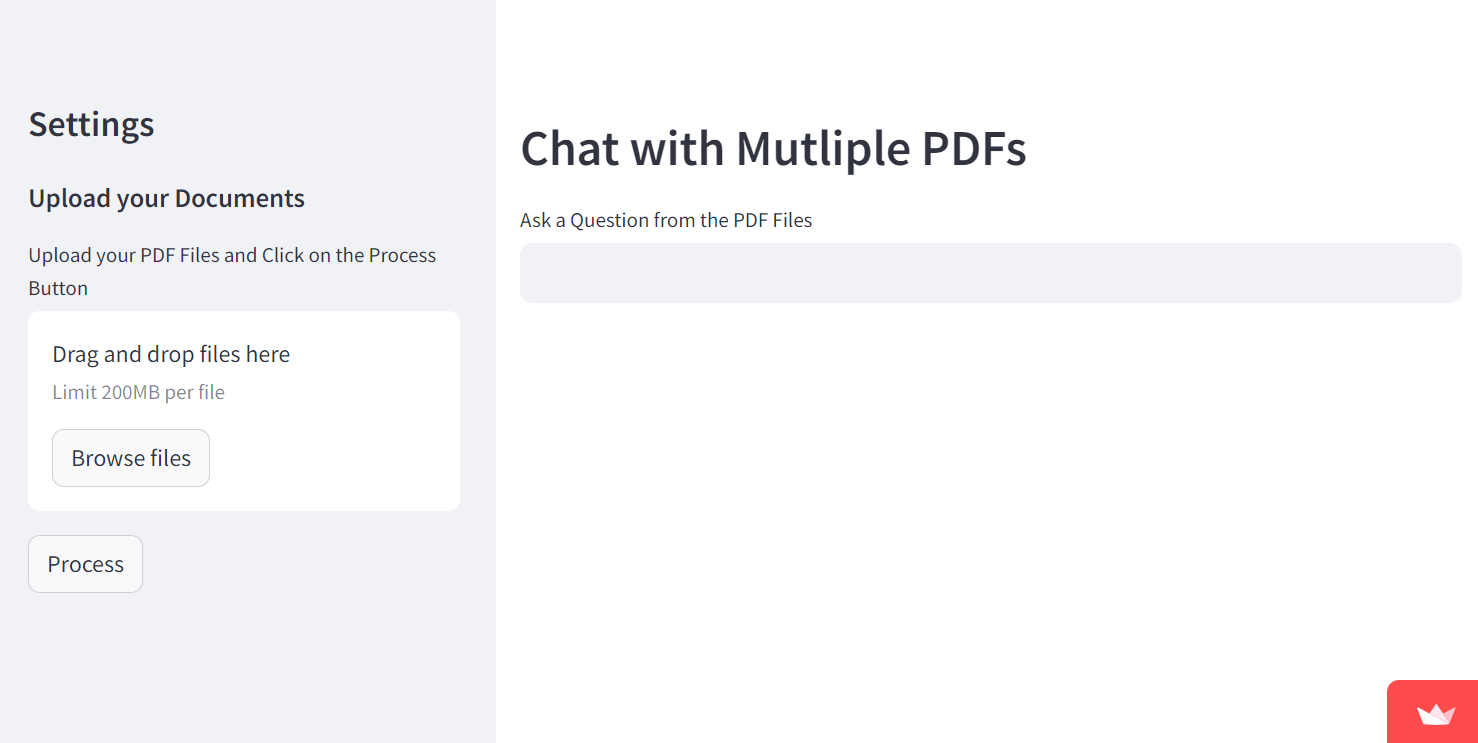 Settings
Upload your Documents
Upload your PDF Files and Click on the Process
Button
Drag and drop files here
Limit 200MB per file
Browse files
Process
Chat with Mutliple PDFs
Ask a Question from the PDF Files